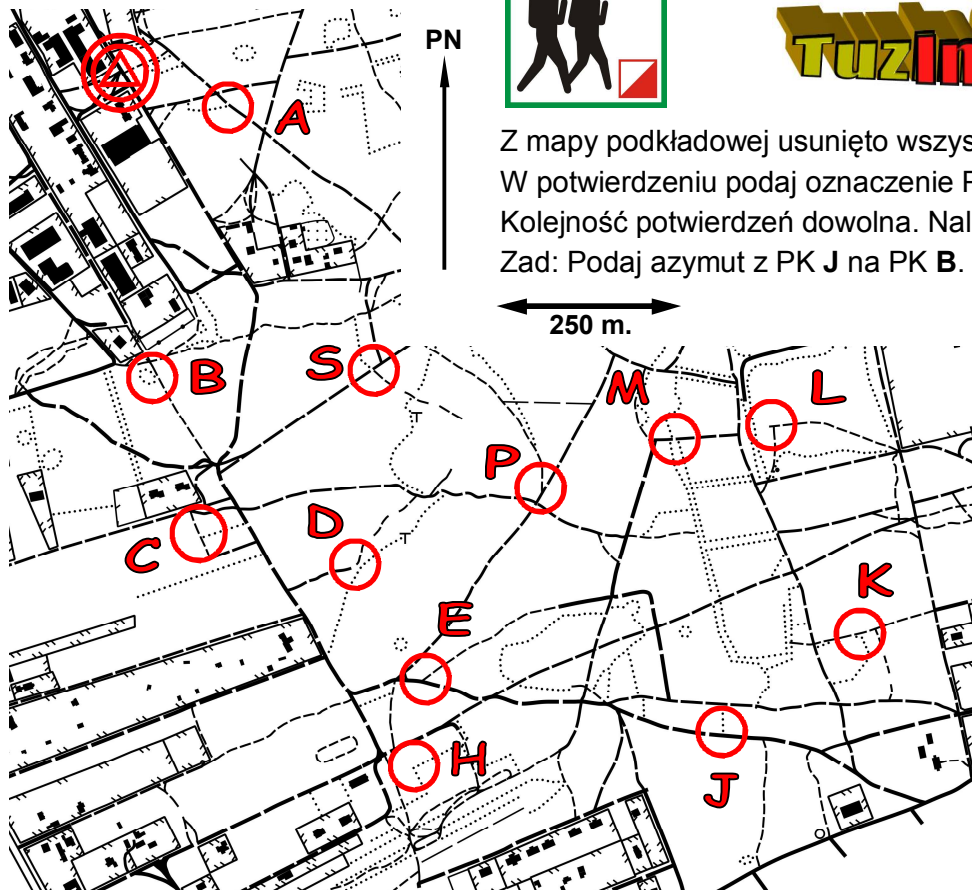 PN
TuzIn
Z mapy podkładowej usunięto wszys
W potwierdzeniu podaj oznaczenie P
Kolejność potwierdzeń dowolna. Nal
Zad: Podaj azymut z PK J na PK B.
250 m.
A
B
S
M
L
P
C
D
K
E
H
J
T
T
T